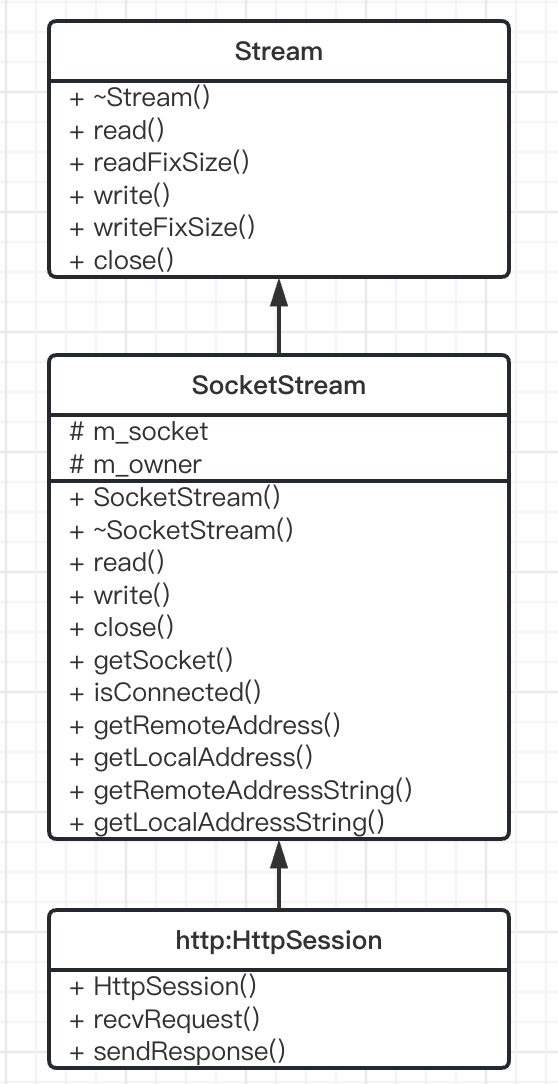 Stream
+ ~Stream()
+ read()
+ readFixSize()
+ write()
+ writeFixSize()
+ close()
SocketStream
# m_socket
# m_owner
+ SocketStream()
+ ~SocketStream()
+ read()
+ write()
+ close()
+ getSocket()
+ isConnected()
+ getRemoteAddress()
+ getLocalAddress()
+ getRemoteAddressString()
+ getLocalAddressString()
http:HttpSession
+ HttpSession()
+ recvRequest()
+ sendResponse()